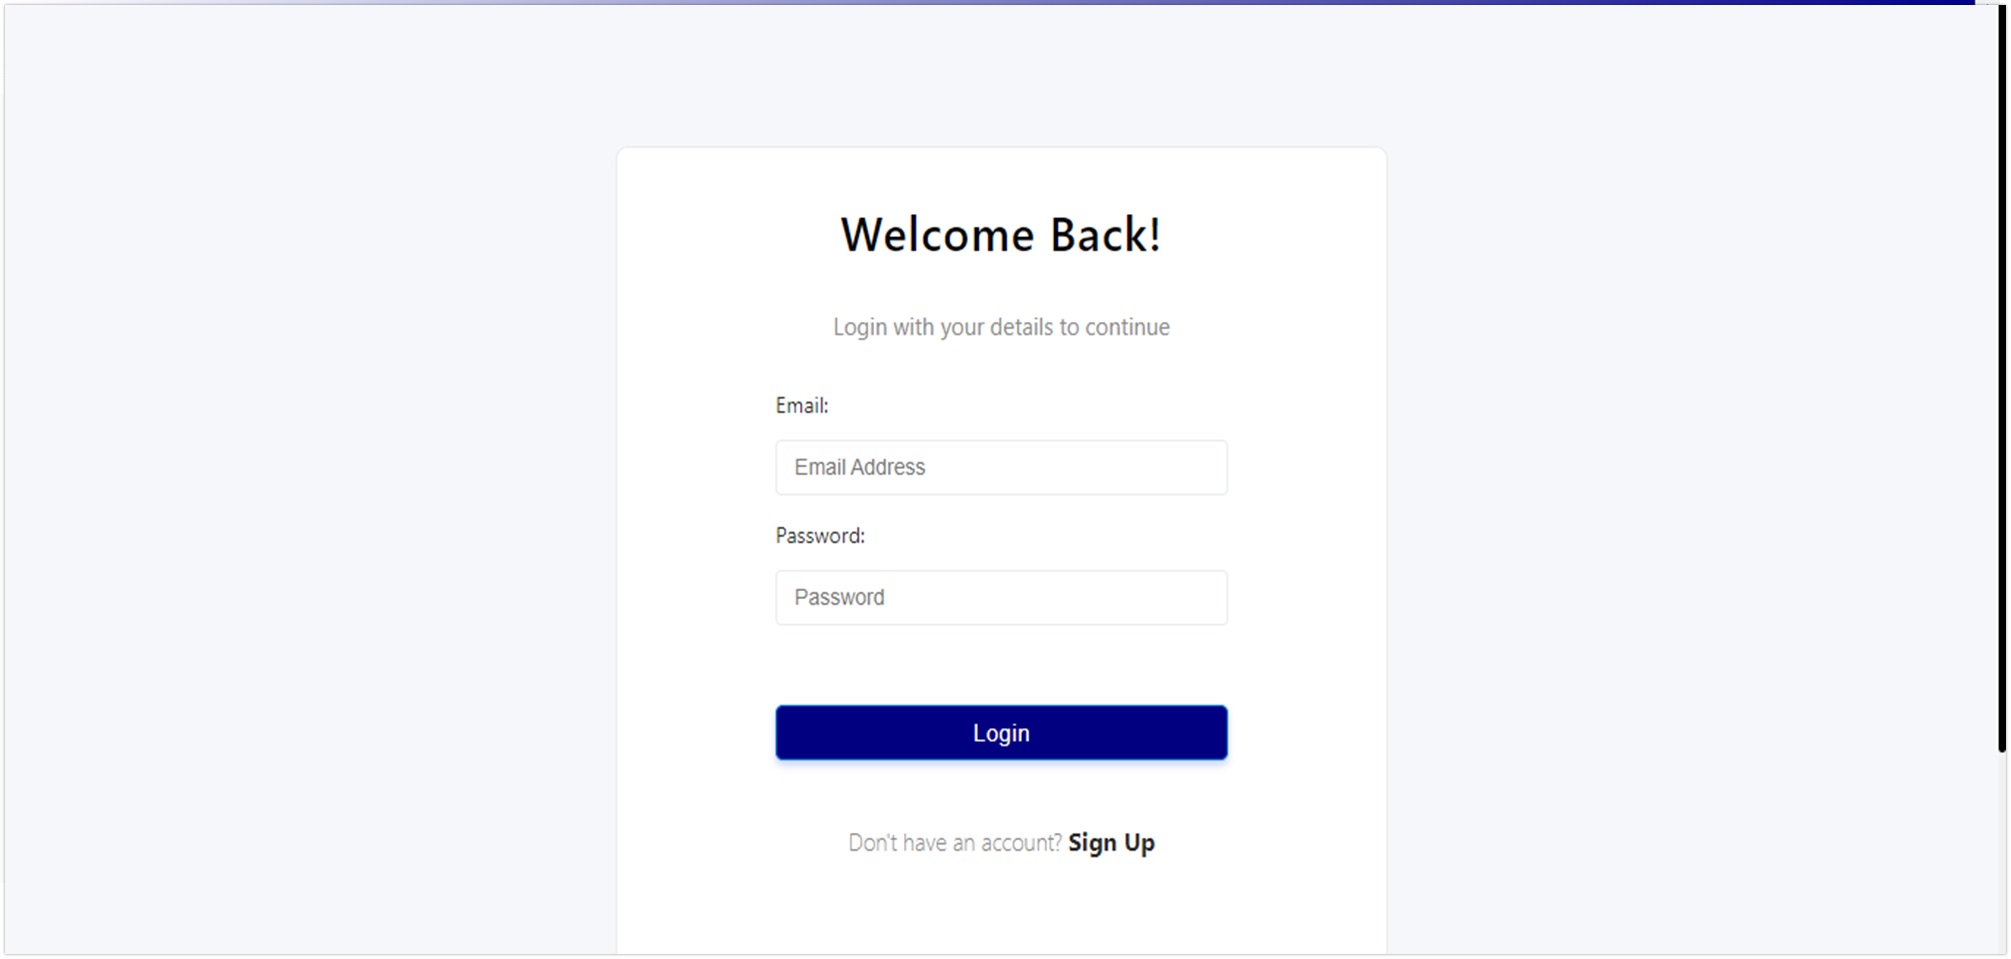 Welcome Back!
Login with your details to continue
Email:
Email Address
Password:
Password
Login
Don't have an account? Sign Up